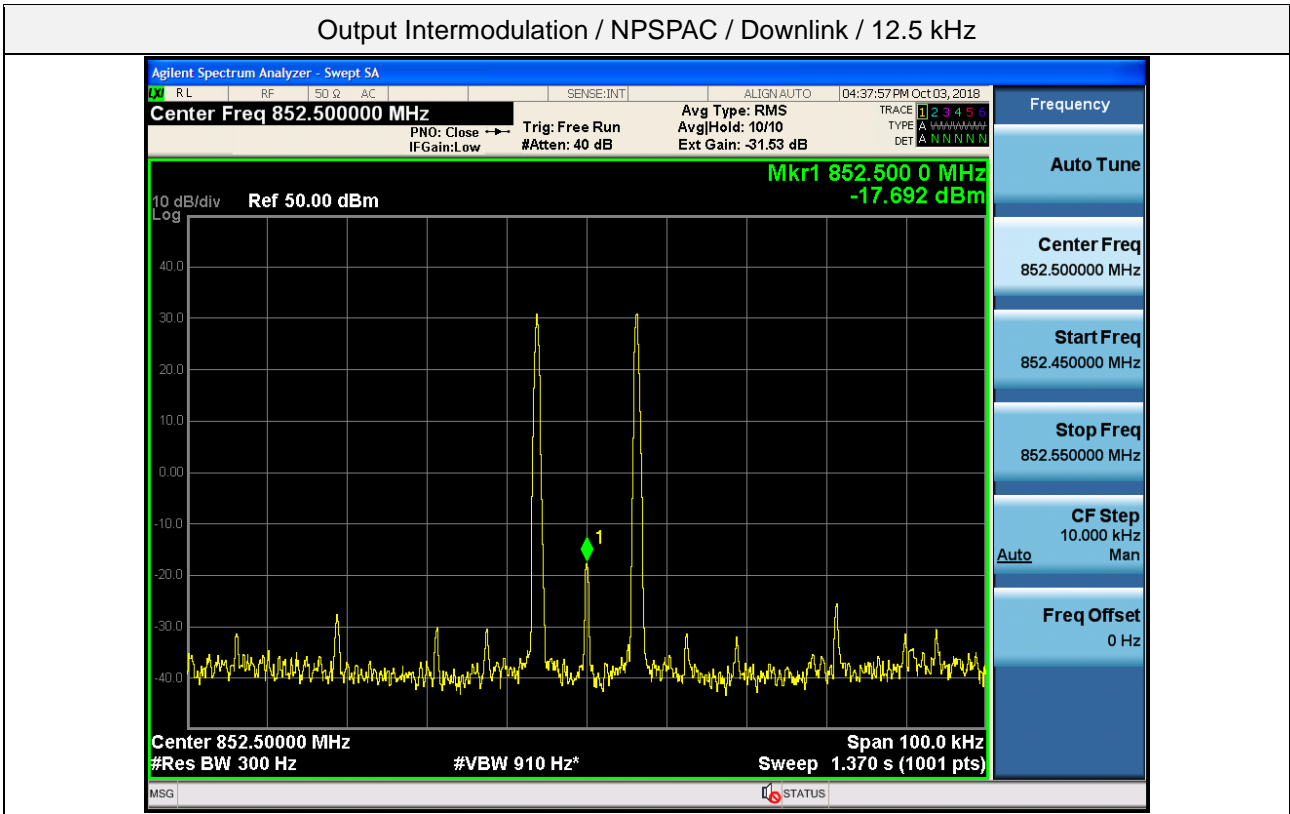 Output Intermodulation / NPSPAC / Downlink / 12.5 kHz
Agilent Spectrum Analyzer - Swept SA
LXI RL RF 50 Ω AC SENSE:INT ALIGN AUTO 04:37:57 PM Oct 03, 2018
Center Freq 852.500000 MHz
PNO: Close
IFGain:Low
Trig: Free Run
#Atten: 40 dB
Avg Type: RMS
Avg|Hold: 10/10
Ext Gain: -31.53 dB
TRACE 1 2 3 4 5 6
TYPE A
DET A N N N N N
Mkr1 852.500 0 MHz
-17.692 dBm
10 dB/div Ref 50.00 dBm
Log
40.0
30.0
20.0
10.0
0.00
-10.0
-20.0
-30.0
-40.0
1
Center 852.50000 MHz Span 100.0 kHz
#Res BW 300 Hz #VBW 910 Hz* Sweep 1.370 s (1001 pts)
MSG STATUS
Frequency
Auto Tune
Center Freq
852.500000 MHz
Start Freq
852.450000 MHz
Stop Freq
852.550000 MHz
CF Step
10.000 kHz
Auto Man
Freq Offset
0 Hz